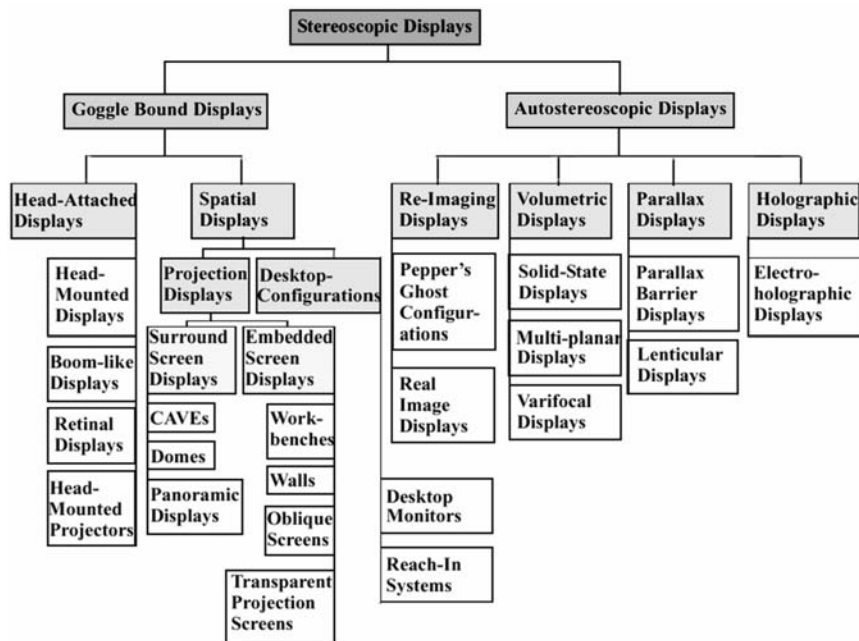 Stereoscopic Displays
Goggle Bound Displays
Autostereoscopic Displays
Head-Attached
Displays
Spatial
Displays
Re-Imaging
Displays
Volumetric
Displays
Parallax
Displays
Holographic
Displays
Head-
Mounted
Displays
Boom-like
Displays
Retinal
Displays
Head-
Mounted
Projectors
Projection
Displays
Desktop-
Configurations
Surround
Screen
Displays
Embedded
Screen
Displays
CAVEs
Domes
Panoramic
Displays
Work-
benches
Walls
Oblique
Screens
Transparent
Projection
Screens
Desktop
Monitors
Reach-In
Systems
Pepper's
Ghost
Configur-
ations
Real
Image
Displays
Solid-State
Displays
Multi-planar
Displays
Varifocal
Displays
Parallax
Barrier
Displays
Lenticular
Displays
Electro-
holographic
Displays